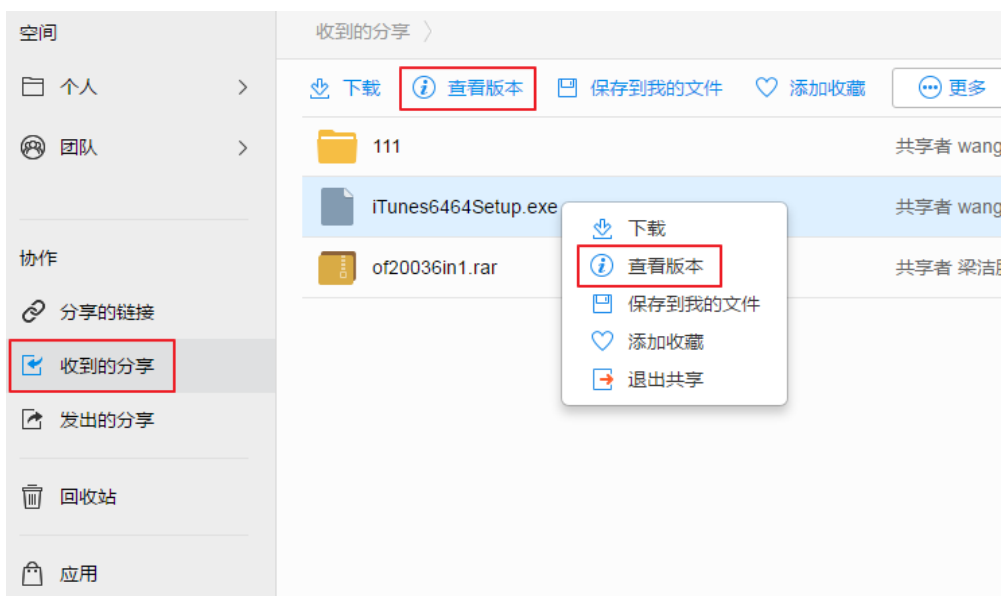 空间
个人
团队
协作
分享的链接
收到的分享
发出的分享
回收站
应用
收到的分享
下载 查看版本 保存到我的文件 添加收藏 更多
111 共享者 wang
iTunes6464Setup.exe 共享者 wang
of20036in1.rar 共享者 梁洁
下载
查看版本
保存到我的文件
添加收藏
退出共享